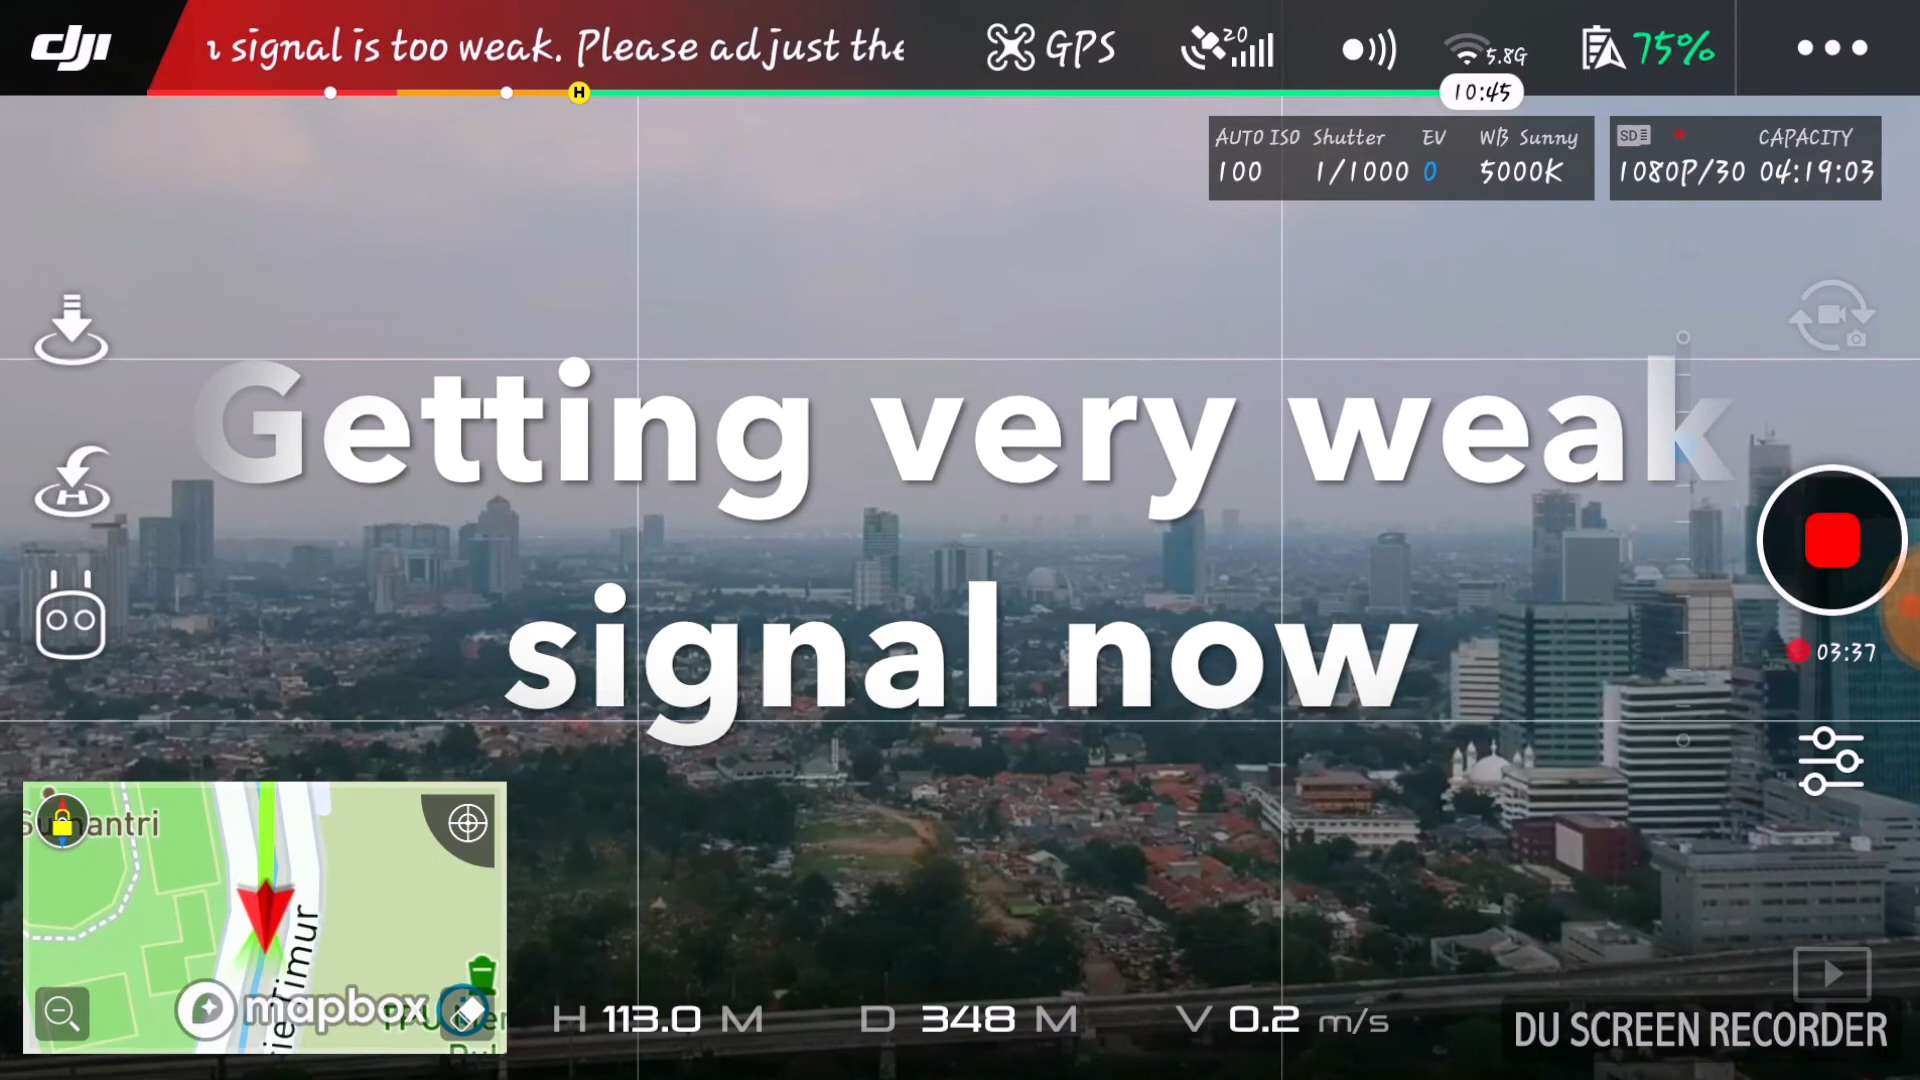 dji
signal is too weak. Please adjust the
GPS
20
5.8G
75%
H
10:45
AUTO ISO Shutter EV WB Sunny
100 1/1000 0 5000K
SD CAPACITY
1080P/30 04:19:03
Getting very weak
signal now
H
03:37
mantri
Timur
mapbox
H 113.0 M D 348 M V 0.2 m/s
DU SCREEN RECORDER